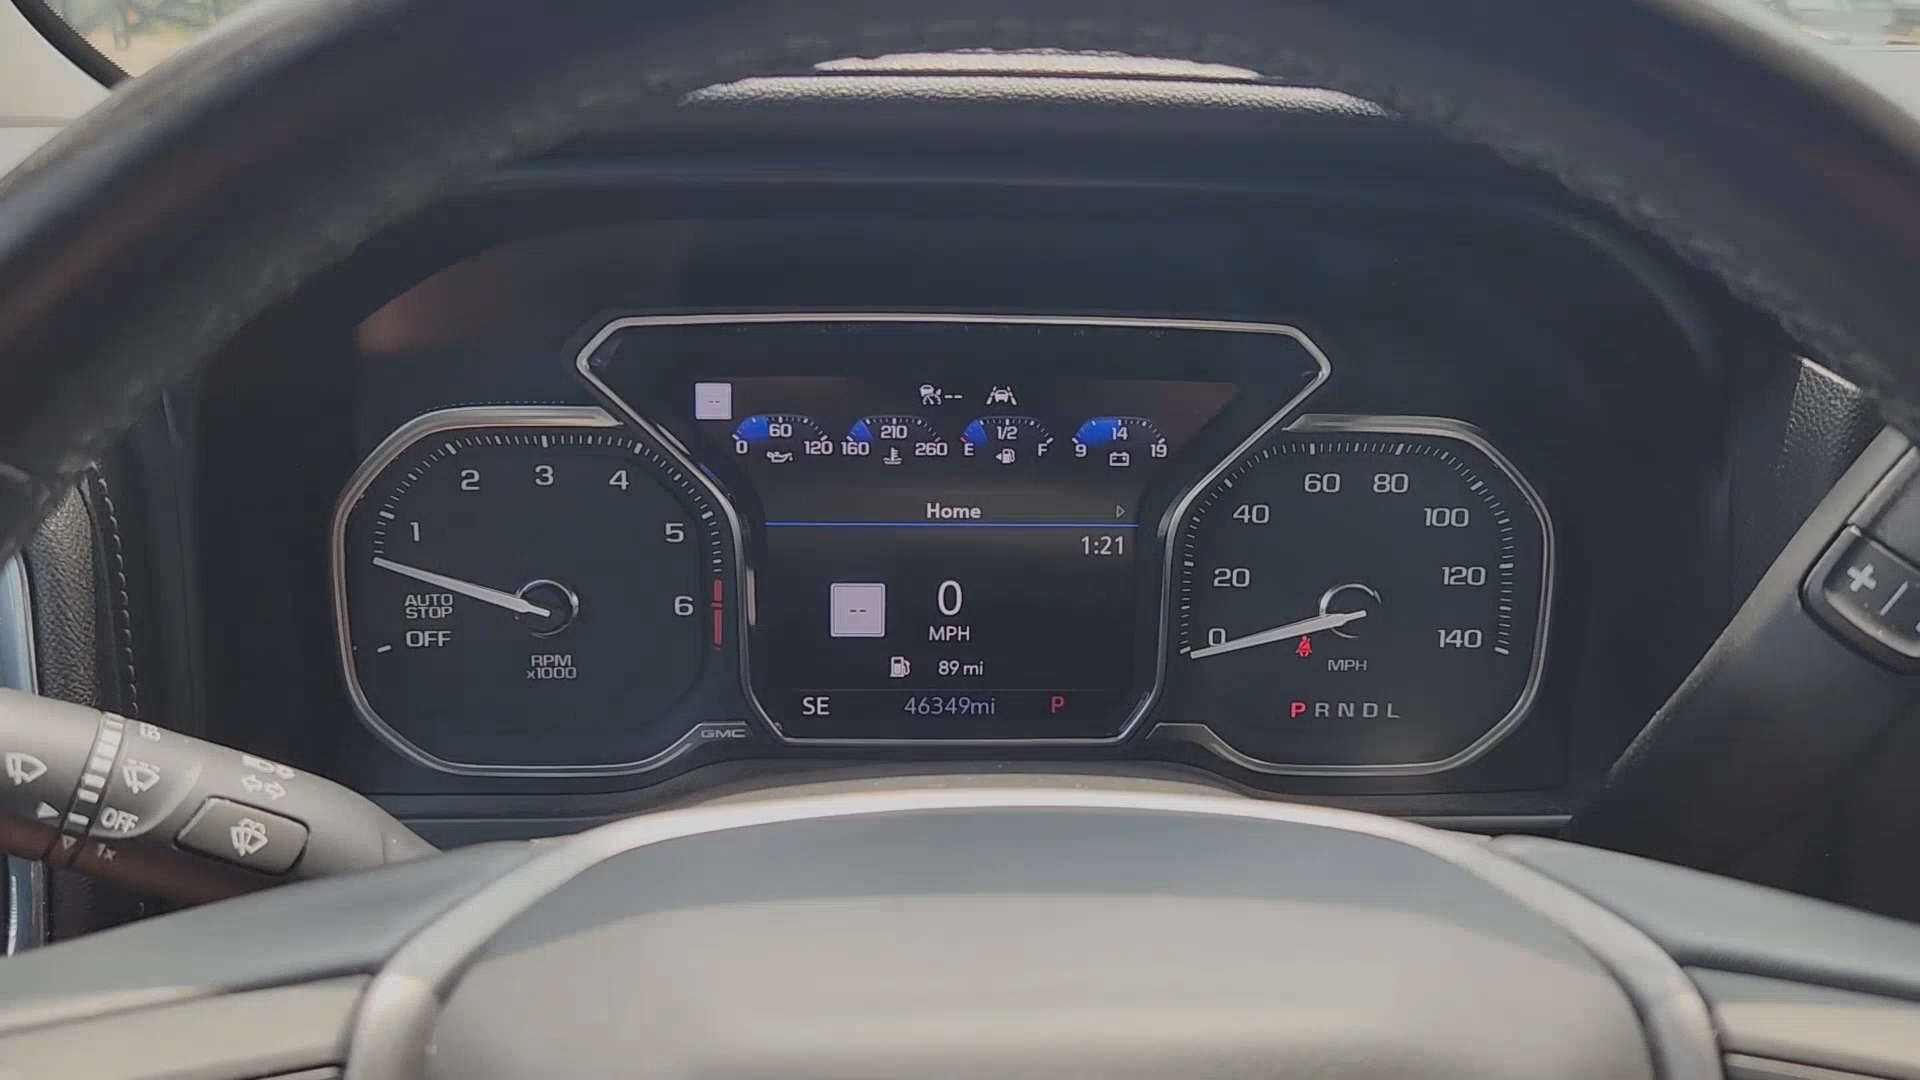 --
--
60
0 120
210
160 260
1/2
E F
14
9 19
Home
1:21
--
0
MPH
89 mi
SE 46349mi P
1 2 3 4 5 6
AUTO
STOP
OFF
RPM
x1000
GMC
0 20 40 60 80 100 120 140
MPH
P R N D L
OFF
1x